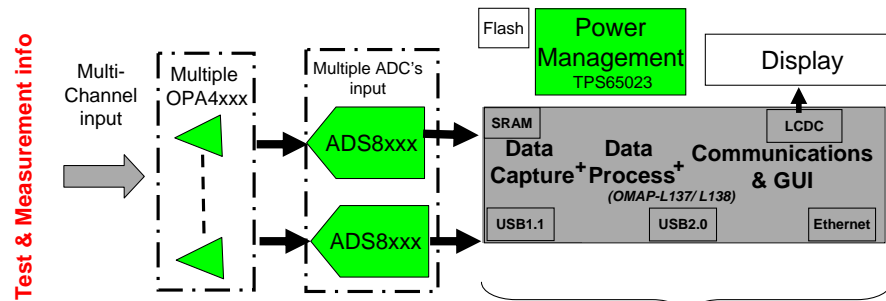 Test & Measurement info
Multi-
Channel
input
Multiple
OPA4xxx
Multiple ADC's
input
ADS8xxx
ADS8xxx
Flash
Power
Management
TPS65023
Display
SRAM
LCDC
Data
Capture
+
Data
Process
+
Communications
& GUI
(OMAP-L137/ L138)
USB1.1
USB2.0
Ethernet